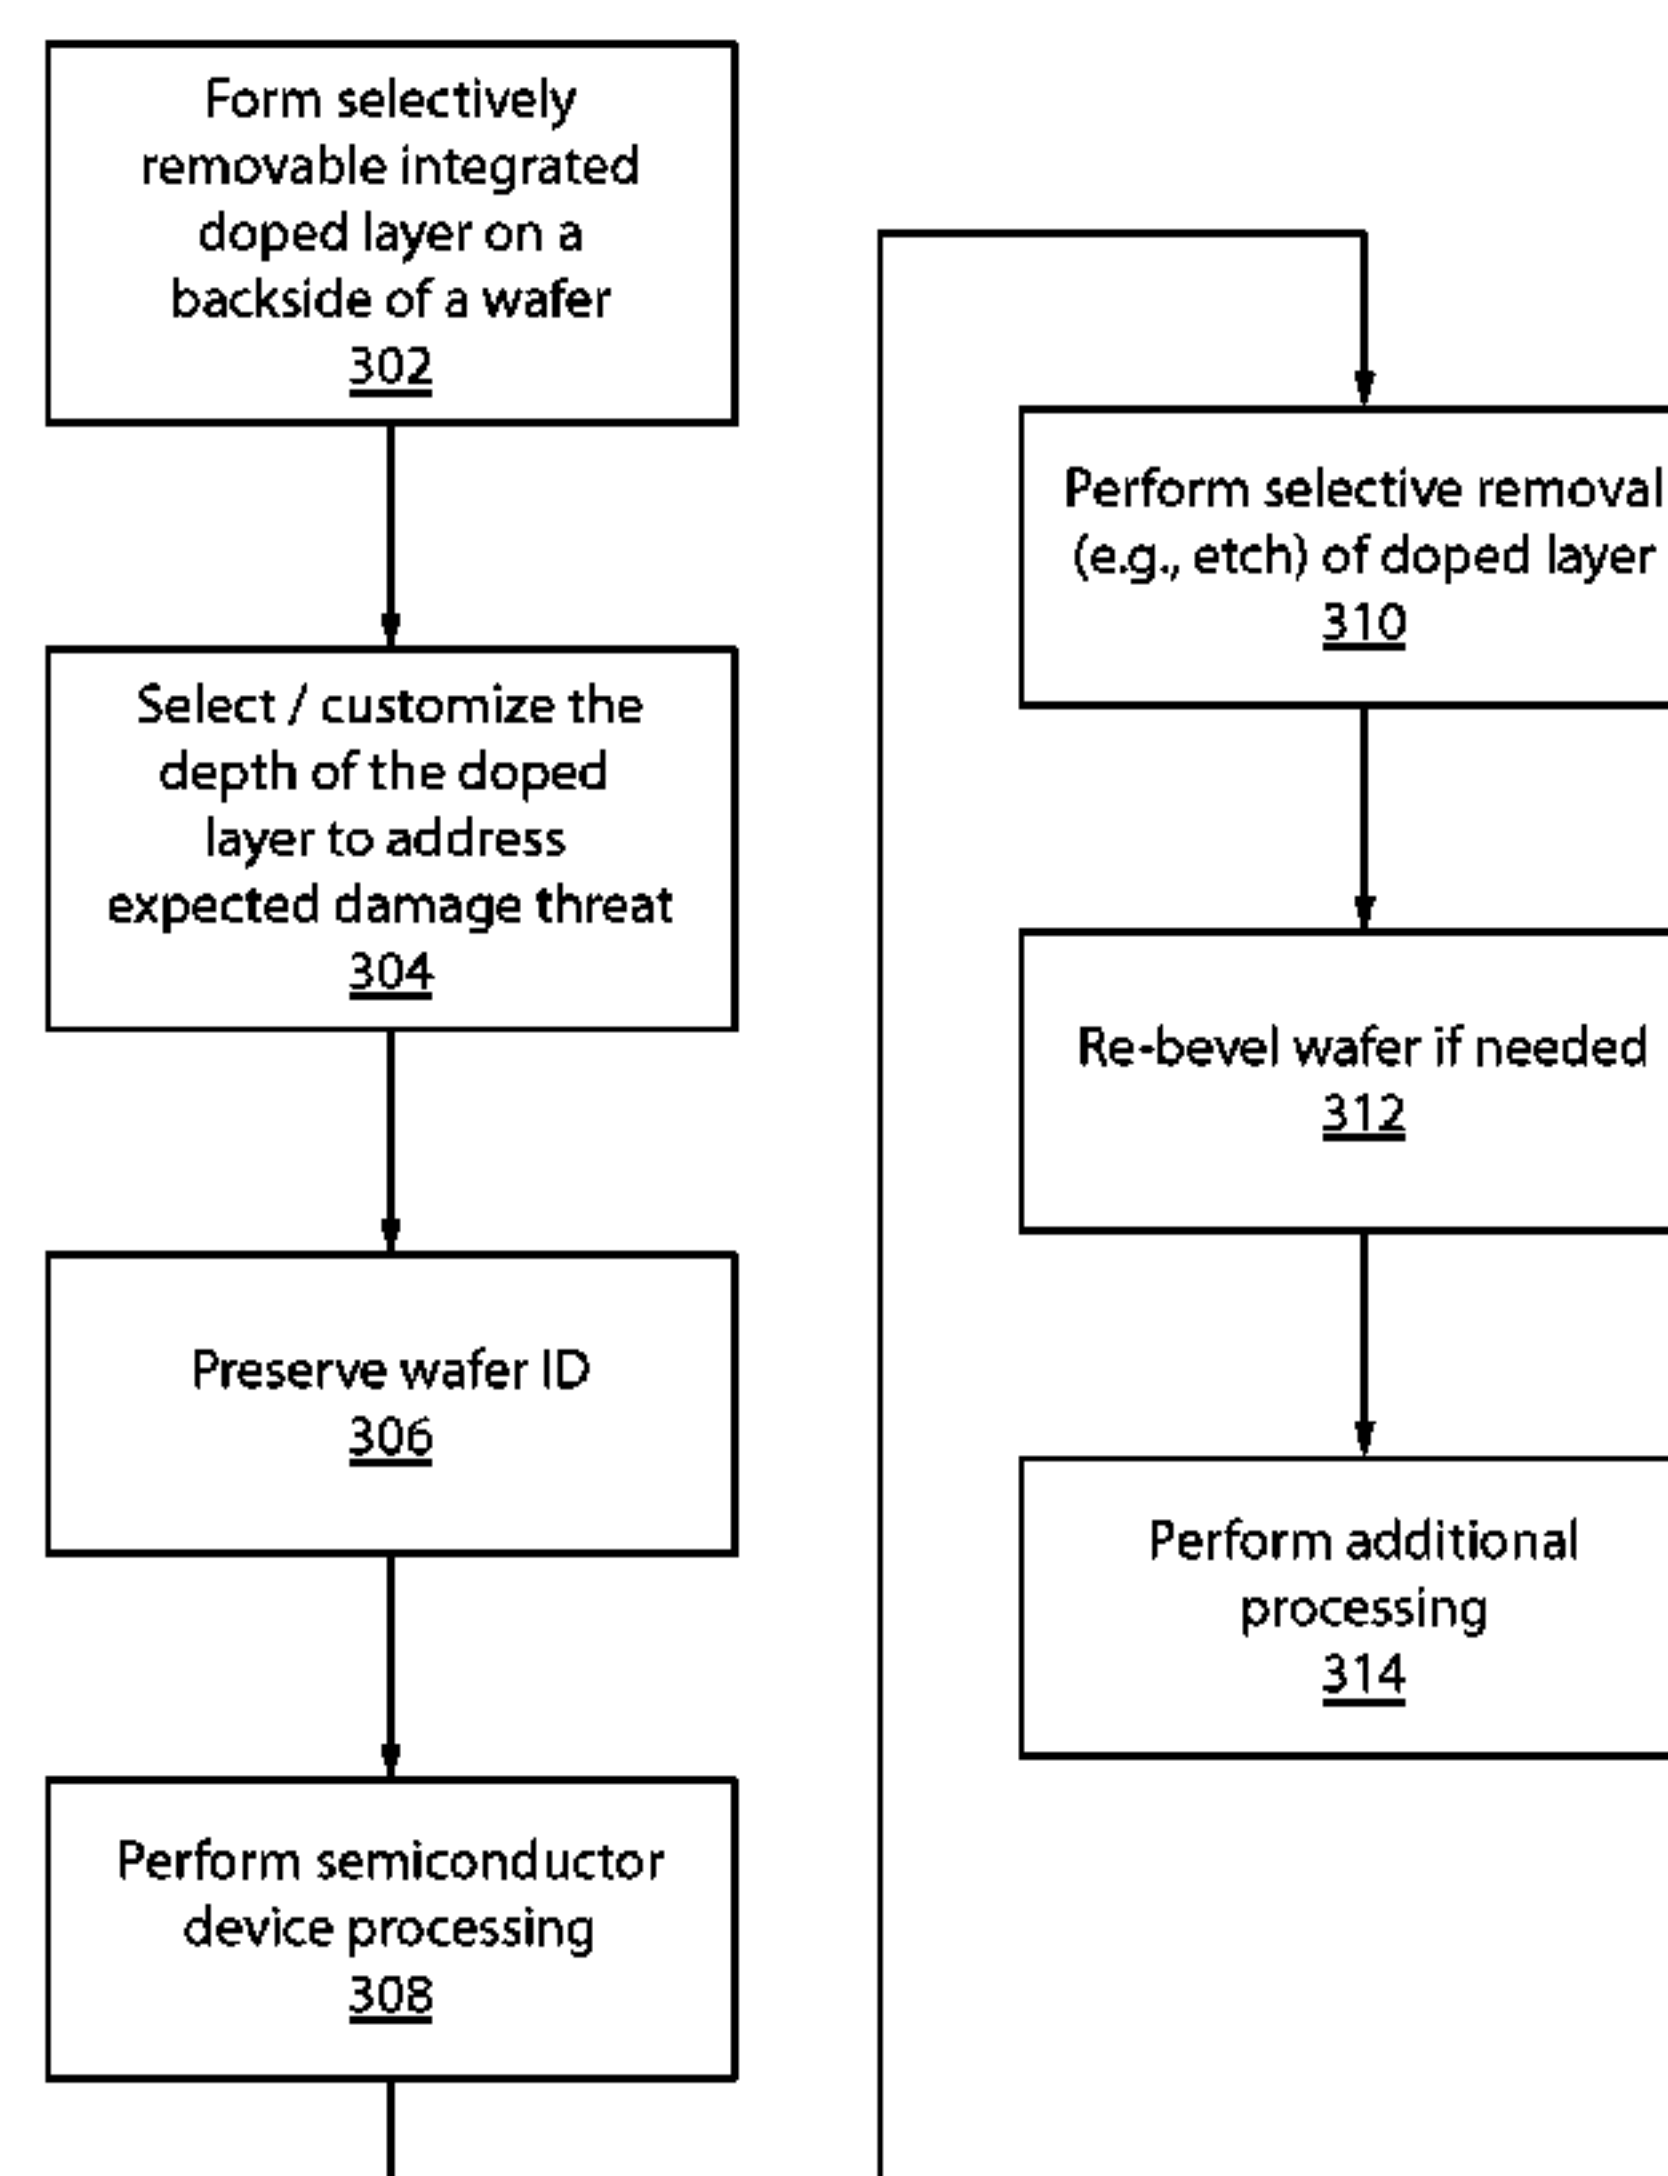 Form selectively
removable integrated
doped layer on a
backside of a wafer
302
Select / customize the
depth of the doped
layer to address
expected damage threat
304
Preserve wafer ID
306
Perform semiconductor
device processing
308
Perform selective removal
(e.g., etch) of doped layer
310
Re-bevel wafer if needed
312
Perform additional
processing
314